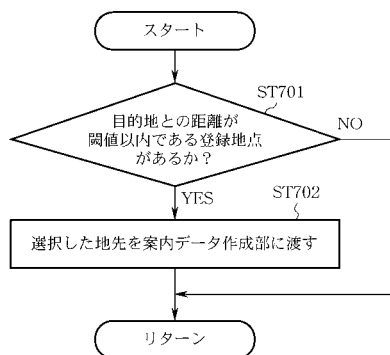 スタート
ST701
目的地との距離が
閾値以内である登録地点
があるか？
NO
YES
ST702
選択した地先を案内データ作成部に渡す
リターン